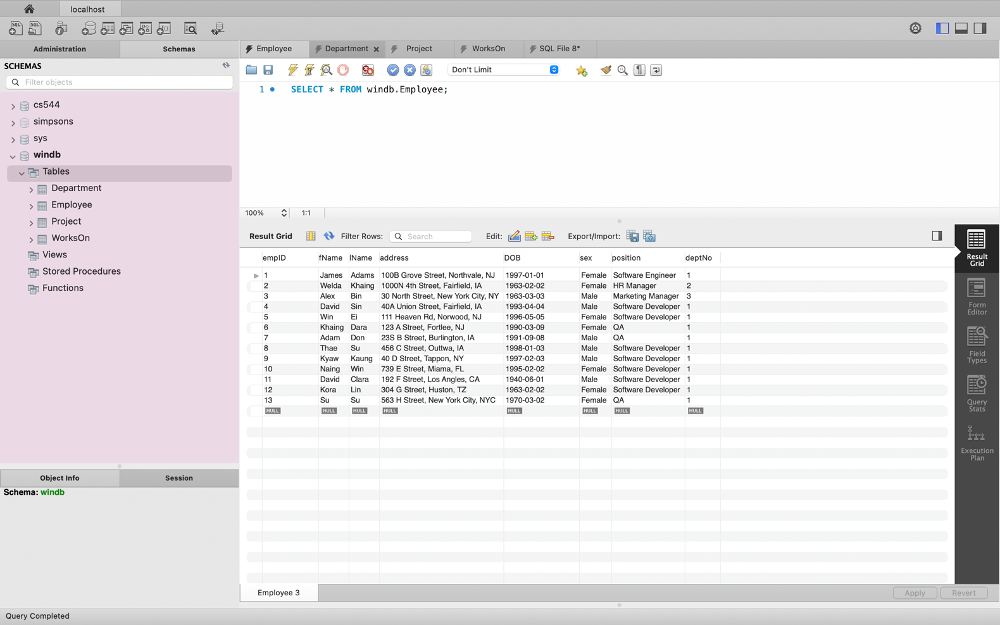 localhost
SQL SQL
Administration Schemas
Employee Department Project WorksOn SQL File 8*
SCHEMAS
Filter objects
Don't Limit
1 SELECT * FROM windb.Employee;
cs544
simpsons
sys
windb
Tables
Department
Employee
Project
WorksOn
Views
Stored Procedures
Functions
100% 1:1
Result Grid Filter Rows: Search Edit: Export/Import:
empID fName lName address DOB sex position deptNo
1 James Adams 100B Grove Street, Northvale, NJ 1997-01-01 Female Software Engineer 1
2 Welda Khaing 1000N 4th Street, Fairfield, IA 1963-02-02 Female HR Manager 2
3 Alex Bin 30 North Street, New York City, NY 1963-03-03 Male Marketing Manager 3
4 David Sin 40A Union Street, Fairfield, IA 1993-04-04 Male Software Developer 1
5 Win Ei 111 Heaven Rd, Norwood, NJ 1996-05-05 Female Software Developer 1
6 Khaing Dara 123 A Street, Fortlee, NJ 1990-03-09 Female QA 1
7 Adam Don 23S B Street, Burlington, IA 1991-09-08 Male QA 1
8 Thae Su 456 C Street, Outtwa, IA 1998-01-03 Male Software Developer 1
9 Kyaw Kaung 40 D Street, Tappon, NY 1997-02-03 Male Software Developer 1
10 Naing Win 739 E Street, Miama, FL 1995-02-02 Female Software Developer 1
11 David Clara 192 F Street, Los Angles, CA 1940-06-01 Male Software Developer 1
12 Kora Lin 304 G Street, Huston, TZ 1963-02-02 Female Software Developer 1
13 Su Su 563 H Street, New York City, NYC 1970-03-02 Female QA 1
NULL NULL NULL NULL NULL NULL NULL NULL
Result
Grid
Form
Editor
Field
Types
Query
Stats
Execution
Plan
Object Info Session
Schema: windb
Employee 3 Apply Revert
Query Completed